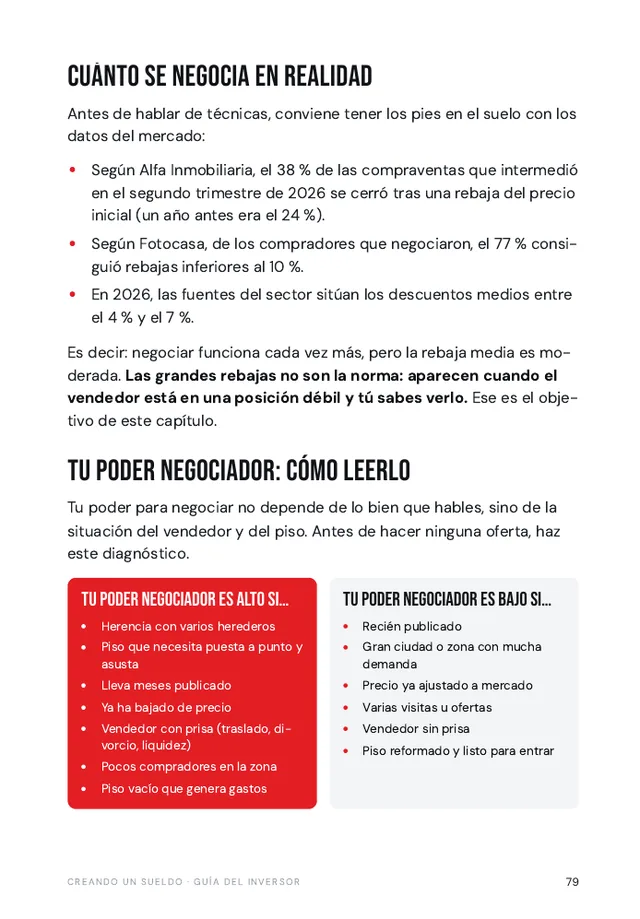 CUÁNTO SE NEGOCIA EN REALIDAD
Antes de hablar de técnicas, conviene tener los pies en el suelo con los
datos del mercado:
• Según Alfa Inmobiliaria, el 38 % de las compraventas que intermedió
en el segundo trimestre de 2026 se cerró tras una rebaja del precio
inicial (un año antes era el 24 %).
• Según Fotocasa, de los compradores que negociaron, el 77 % consi-
guió rebajas inferiores al 10 %.
• En 2026, las fuentes del sector sitúan los descuentos medios entre
el 4 % y el 7 %.
Es decir: negociar funciona cada vez más, pero la rebaja media es mo-
derada. Las grandes rebajas no son la norma: aparecen cuando el
vendedor está en una posición débil y tú sabes verlo. Ese es el obje-
tivo de este capítulo.
TU PODER NEGOCIADOR: CÓMO LEERLO
Tu poder para negociar no depende de lo bien que hables, sino de la
situación del vendedor y del piso. Antes de hacer ninguna oferta, haz
este diagnóstico.
TU PODER NEGOCIADOR ES ALTO SI...
• Herencia con varios herederos
• Piso que necesita puesta a punto y
asusta
• Lleva meses publicado
• Ya ha bajado de precio
• Vendedor con prisa (traslado, di-
vorcio, liquidez)
• Pocos compradores en la zona
• Piso vacío que genera gastos
TU PODER NEGOCIADOR ES BAJO SI...
• Recién publicado
• Gran ciudad o zona con mucha
demanda
• Precio ya ajustado a mercado
• Varias visitas u ofertas
• Vendedor sin prisa
• Piso reformado y listo para entrar
CREANDO UN SUELDO · GUÍA DEL INVERSOR
79